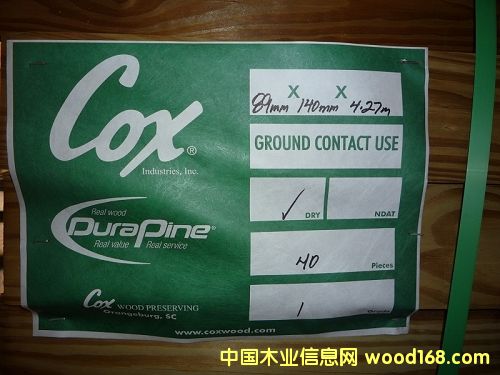 Cox®
Industries, Inc.
Real wood
DuraPine®
Real value Real service
Cox WOOD PRESERVING
Orangeburg, SC
www.coxwood.com
X X
89mm 140mm 4.27m
GROUND CONTACT USE
✓ DRY NDAT
40 Pieces
1 Grade
中国木业信息网 wood168.com